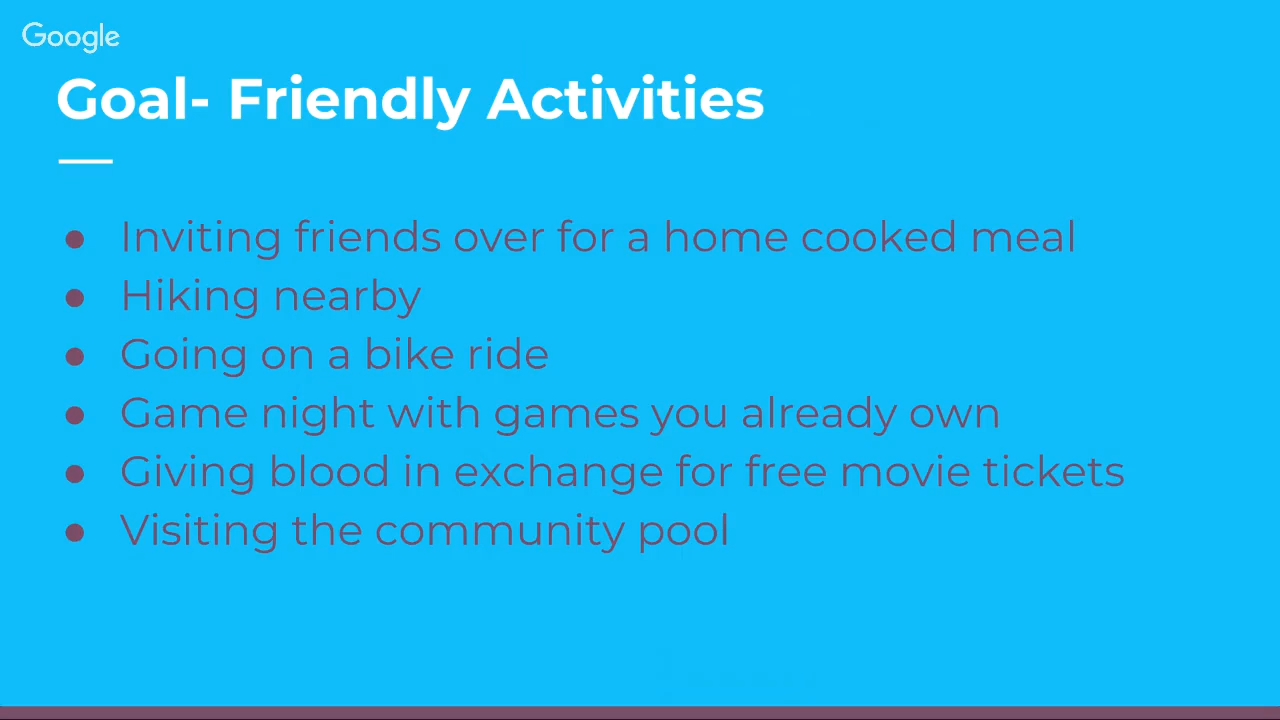 Google
Goal- Friendly Activities
● Inviting friends over for a home cooked meal
● Hiking nearby
● Going on a bike ride
● Game night with games you already own
● Giving blood in exchange for free movie tickets
● Visiting the community pool